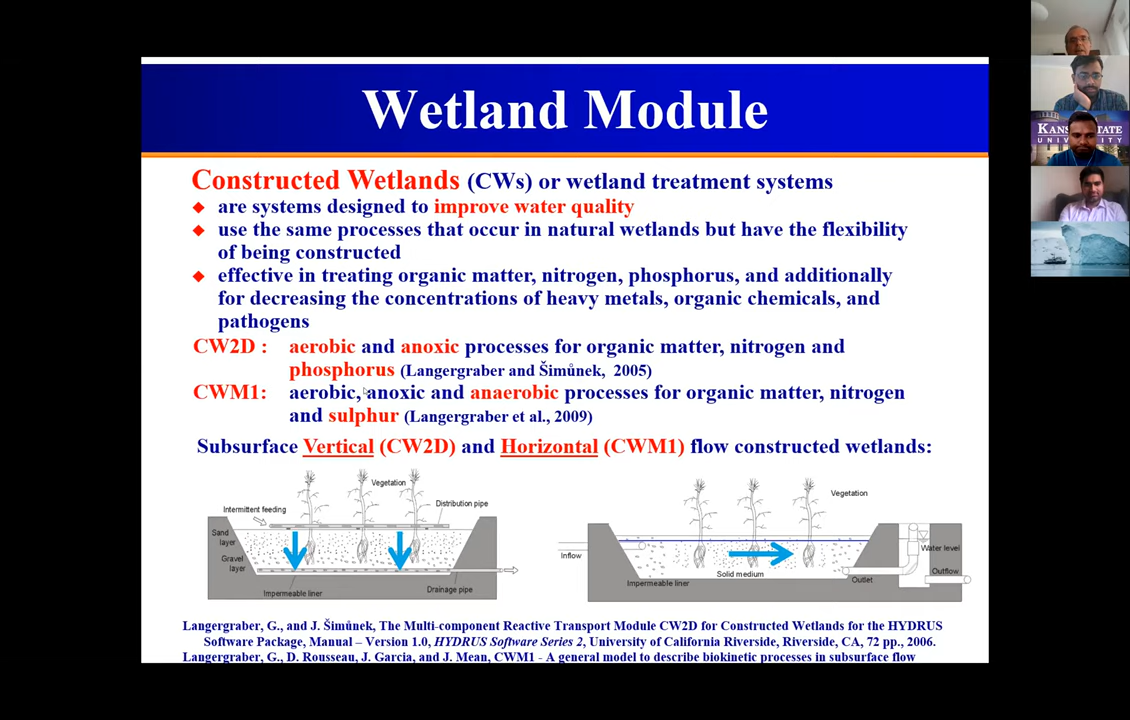 Wetland Module
Constructed Wetlands (CWs) or wetland treatment systems
are systems designed to improve water quality
use the same processes that occur in natural wetlands but have the flexibility
of being constructed
effective in treating organic matter, nitrogen, phosphorus, and additionally
for decreasing the concentrations of heavy metals, organic chemicals, and
pathogens
CW2D : aerobic and anoxic processes for organic matter, nitrogen and
phosphorus (Langergraber and Šimůnek, 2005)
CWM1: aerobic, anoxic and anaerobic processes for organic matter, nitrogen
and sulphur (Langergraber et al., 2009)
Subsurface Vertical (CW2D) and Horizontal (CWM1) flow constructed wetlands:
Vegetation
Distribution pipe
Intermittent feeding
Sand
layer
Gravel
layer
Impermeable liner
Drainage pipe
Vegetation
Inflow
Impermeable liner
Solid medium
Outlet
Water level
Outflow
Langergraber, G., and J. Šimůnek, The Multi-component Reactive Transport Module CW2D for Constructed Wetlands for the HYDRUS
Software Package, Manual – Version 1.0, HYDRUS Software Series 2, University of California Riverside, Riverside, CA, 72 pp., 2006.
Langergraber, G., D. Rousseau, J. Garcia, and J. Mean, CWM1 - A general model to describe biokinetic processes in subsurface flow